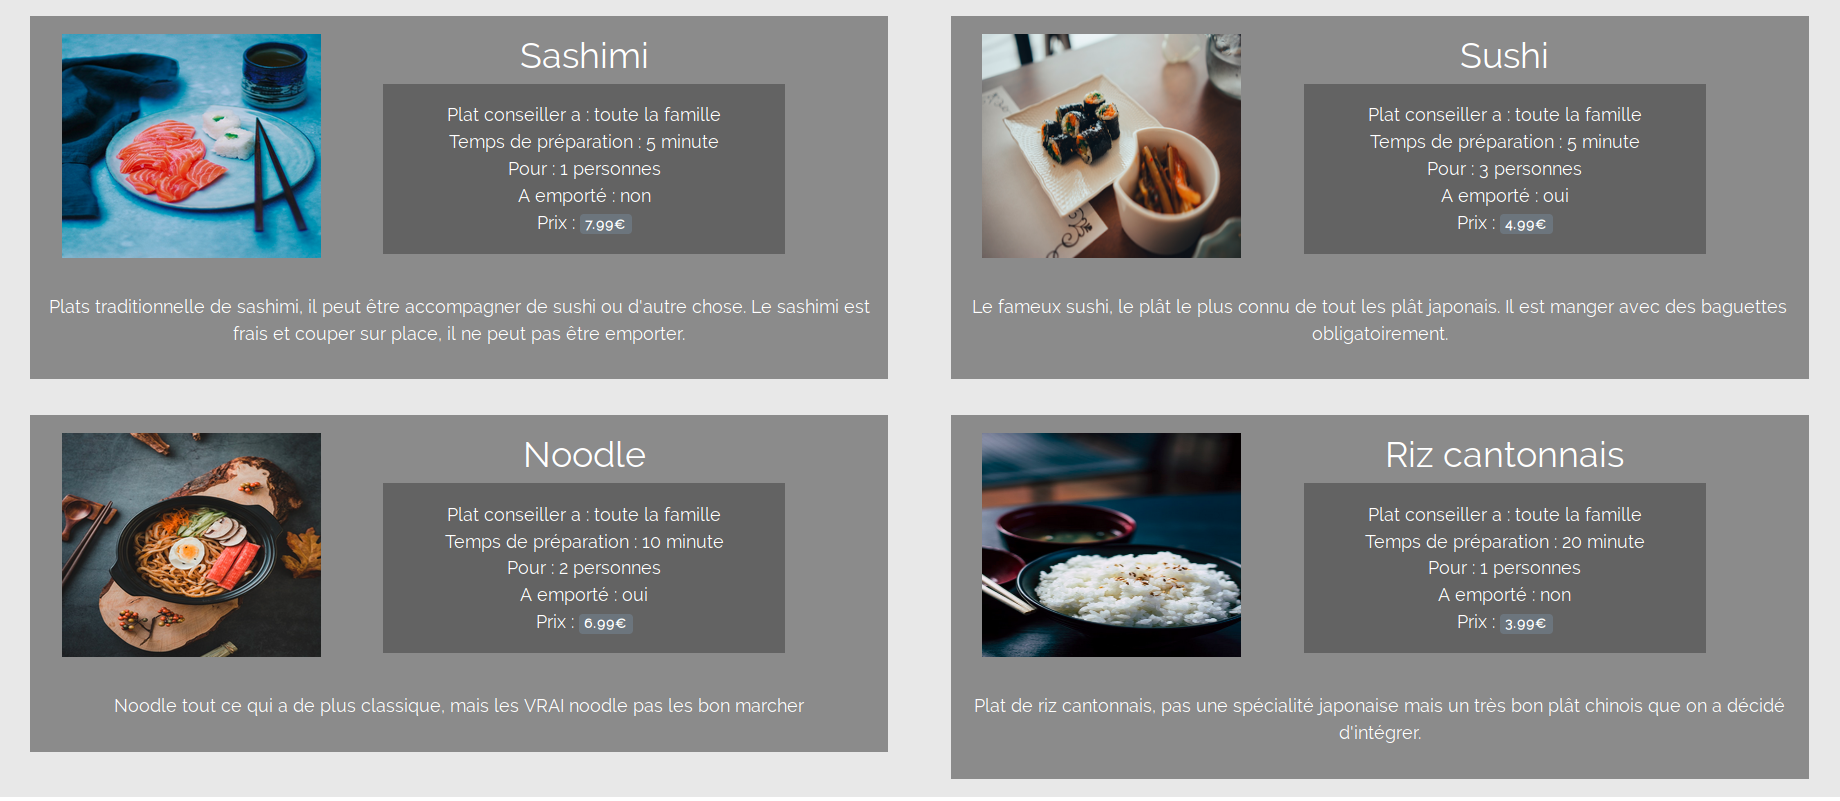 Sashimi
Plat conseiller a : toute la famille
Temps de préparation : 5 minute
Pour : 1 personnes
A emporté : non
Prix : 7.99€
Plats traditionnelle de sashimi, il peut être accompagner de sushi ou d'autre chose. Le sashimi est
frais et couper sur place, il ne peut pas être emporter.
Sushi
Plat conseiller a : toute la famille
Temps de préparation : 5 minute
Pour : 3 personnes
A emporté : oui
Prix : 4.99€
Le fameux sushi, le plât le plus connu de tout les plât japonais. Il est manger avec des baguettes
obligatoirement.
Noodle
Plat conseiller a : toute la famille
Temps de préparation : 10 minute
Pour : 2 personnes
A emporté : oui
Prix : 6.99€
Noodle tout ce qui a de plus classique, mais les VRAI noodle pas les bon marcher
Riz cantonnais
Plat conseiller a : toute la famille
Temps de préparation : 20 minute
Pour : 1 personnes
A emporté : non
Prix : 3.99€
Plat de riz cantonnais, pas une spécialité japonaise mais un très bon plât chinois que on a décidé
d'intégrer.